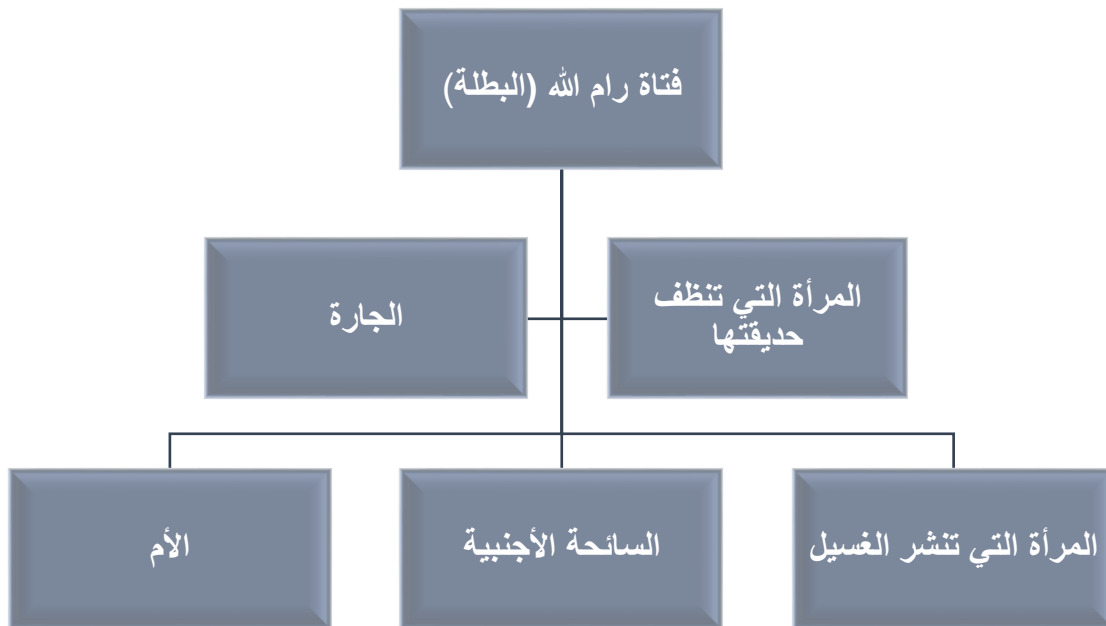 فتاة رام الله (البطلة)
المرأة التي تنظف
حديقتها
الجارة
المرأة التي تنشر الغسيل
السائحة الأجنبية
الأم